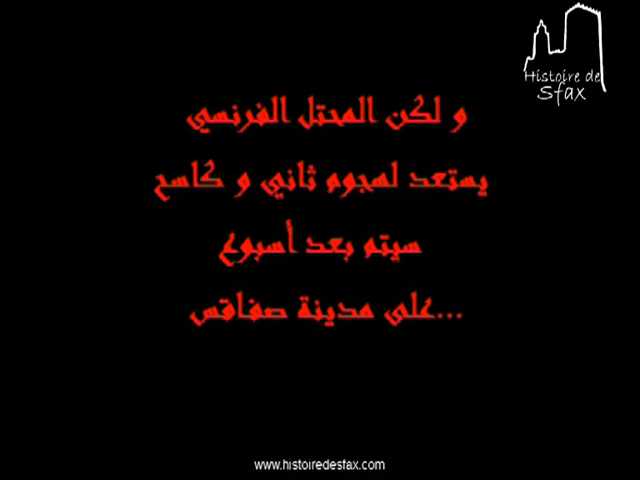 Histoire de
Sfax
و لكن المحتل الفرنسي
يستعد لهجوم ثاني و كاسح
سيتم بعد أسبوع
على مدينة صفاقس...
www.histoiredesfax.com